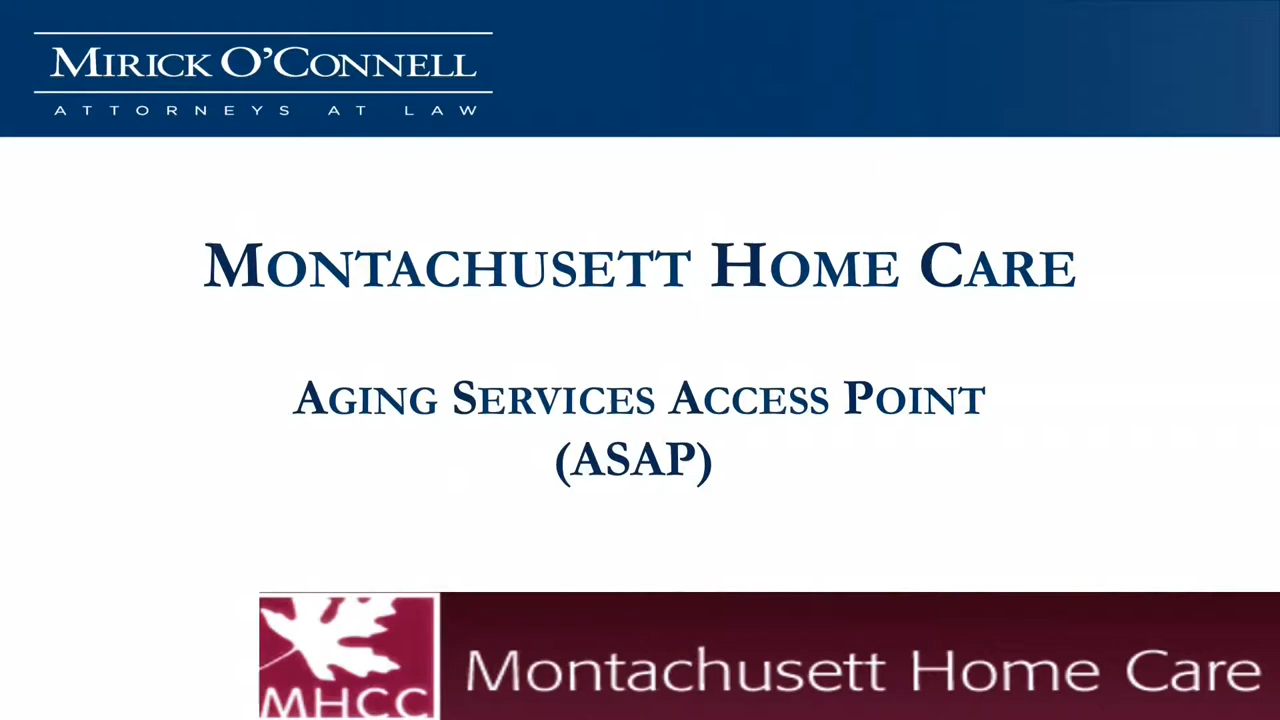 MIRICK O'CONNELL
ATTORNEYS AT LAW
MONTACHUSETT HOME CARE
AGING SERVICES ACCESS POINT
(ASAP)
MHCC
Montachusett Home Care